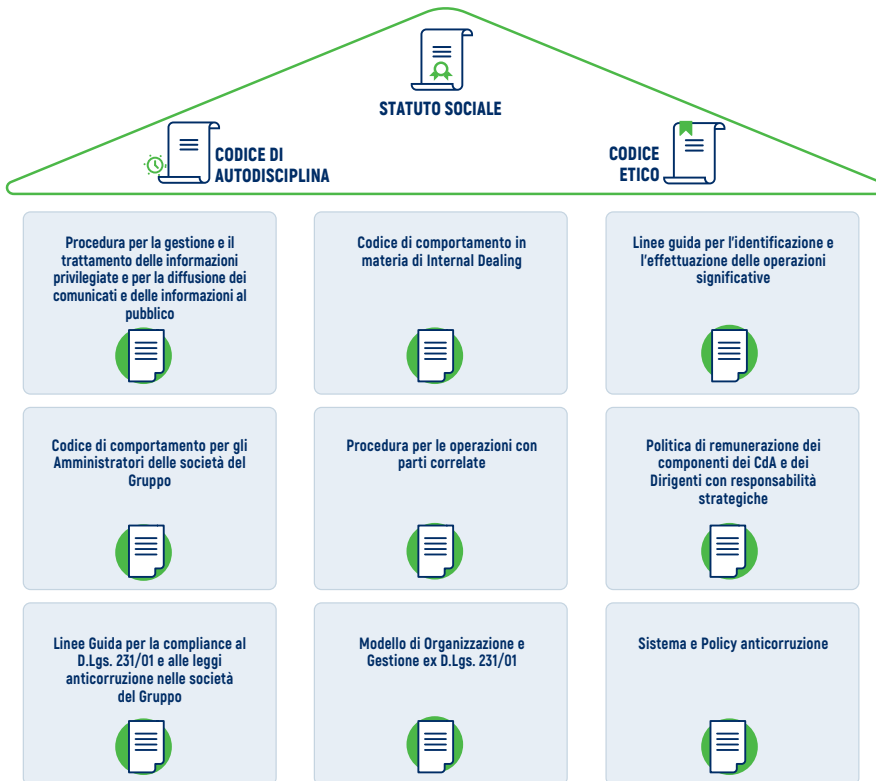 STATUTO SOCIALE
CODICE DI
AUTODISCIPLINA
CODICE
ETICO
Procedura per la gestione e il
trattamento delle informazioni
privilegiate e per la diffusione dei
comunicati e delle informazioni al
pubblico
Codice di comportamento in
materia di Internal Dealing
Linee guida per l'identificazione e
l'effettuazione delle operazioni
significative
Codice di comportamento per gli
Amministratori delle società del
Gruppo
Procedura per le operazioni con
parti correlate
Politica di remunerazione dei
componenti dei CdA e dei
Dirigenti con responsabilità
strategiche
Linee Guida per la compliance al
D.Lgs. 231/01 e alle leggi
anticorruzione nelle società
del Gruppo
Modello di Organizzazione e
Gestione ex D.Lgs. 231/01
Sistema e Policy anticorruzione